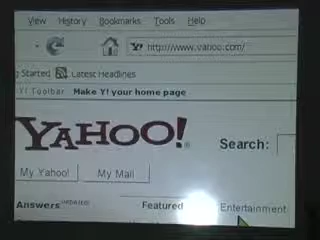 View History Bookmarks Tools Help
Y! http://www.yahoo.com/
g Started Latest Headlines
Y! Toolbar Make Y! your home page
YAHOO!® Search:
My Yahoo! My Mail
Answers UPDATED! Featured Entertainment